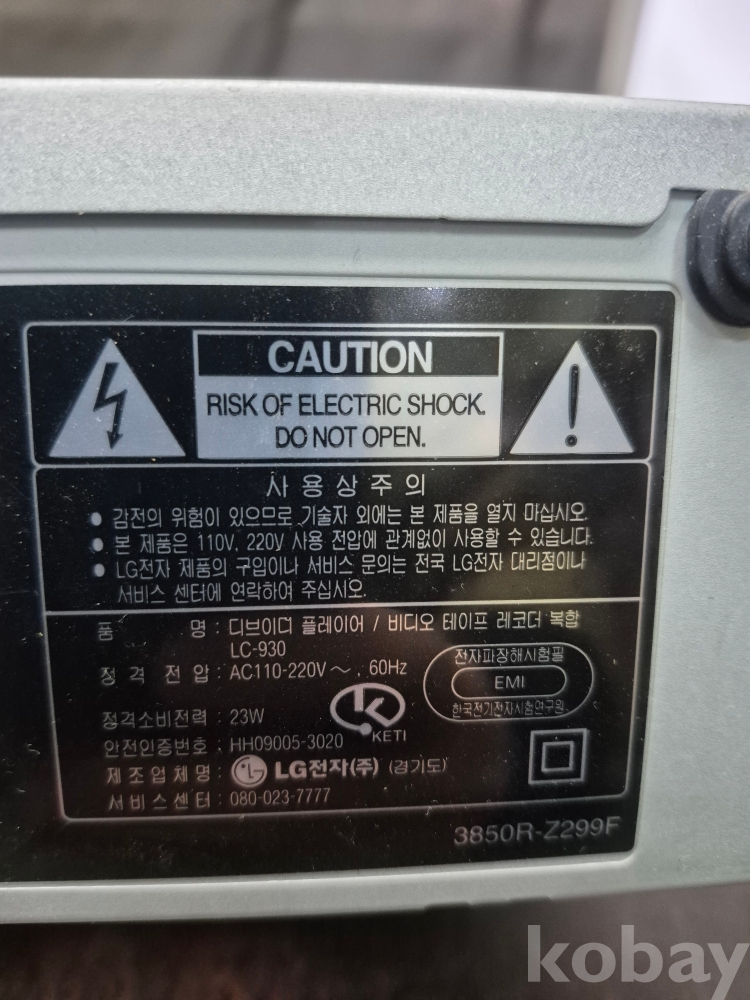 CAUTION
RISK OF ELECTRIC SHOCK.
DO NOT OPEN.
사용상주의
● 감전의 위험이 있으므로 기술자 외에는 본 제품을 열지 마십시오.
● 본 제품은 110V, 220V 사용 전압에 관계없이 사용할 수 있습니다.
● LG전자 제품의 구입이나 서비스 문의는 전국 LG전자 대리점이나
서비스 센터에 연락하여 주십시오.
품 명 : 디브이디 플레이어 / 비디오 테이프 레코더 복합
LC-930
정격전압 : AC110-220V ~ , 60Hz
전자파장해시험필
EMI
한국전기전자시험연구원
정격소비전력 : 23W
KETI
안전인증번호 : HH09005-3020
제조업체명 : LG전자(주) (경기도)
서비스센터 : 080-023-7777
3850R-Z299F
kobay